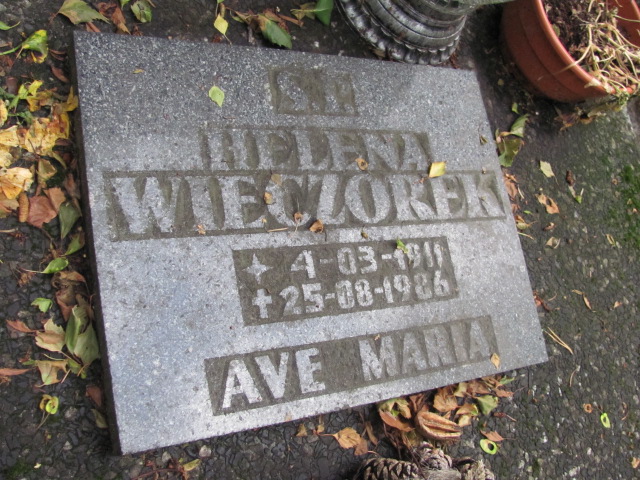 Ś✝P
HELENA
WIECZOREK
✶ 4-03-1911
✝ 25-08-1986
AVE MARIA